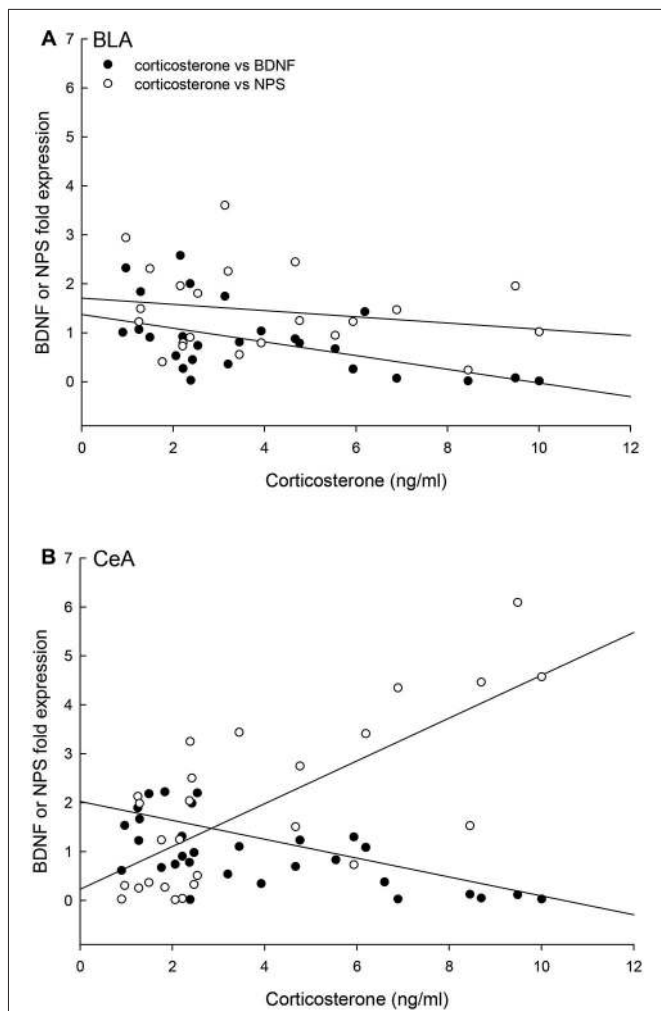 A BLA
7
● corticosterone vs BDNF
6
○ corticosterone vs NPS
5
4
3
2
1
0
BDNF or NPS fold expression
0 2 4 6 8 10 12
Corticosterone (ng/ml)
B CeA
7
6
5
4
3
2
1
0
BDNF or NPS fold expression
0 2 4 6 8 10 12
Corticosterone (ng/ml)